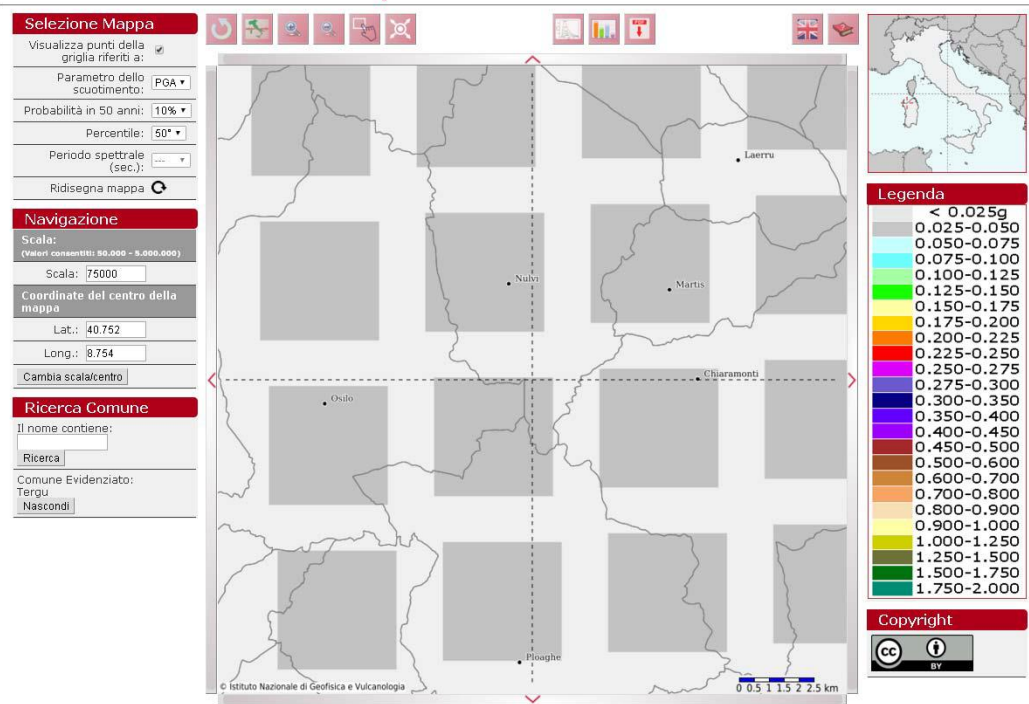 Selezione Mappa
Visualizza punti della
griglia riferiti a:
Parametro dello
scuotimento:
PGA
Probabilità in 50 anni:
10%
Percentile:
50°
Periodo spettrale
(sec.):
---
Ridisegna mappa
Navigazione
Scala:
(Valori consentiti: 50.000 - 5.000.000)
Scala: 75000
Coordinate del centro della
mappa
Lat.: 40.752
Long.: 8.754
Cambia scala/centro
Ricerca Comune
Il nome contiene:
Ricerca
Comune Evidenziato:
Tergu
Nascondi
PDF
Laerru
Nulvi
Martis
Chiaramonti
Osilo
Ploaghe
© Istituto Nazionale di Geofisica e Vulcanologia
0 0.5 1 1.5 2 2.5 km
Legenda
< 0.025g
0.025-0.050
0.050-0.075
0.075-0.100
0.100-0.125
0.125-0.150
0.150-0.175
0.175-0.200
0.200-0.225
0.225-0.250
0.250-0.275
0.275-0.300
0.300-0.350
0.350-0.400
0.400-0.450
0.450-0.500
0.500-0.600
0.600-0.700
0.700-0.800
0.800-0.900
0.900-1.000
1.000-1.250
1.250-1.500
1.500-1.750
1.750-2.000
Copyright
cc
BY